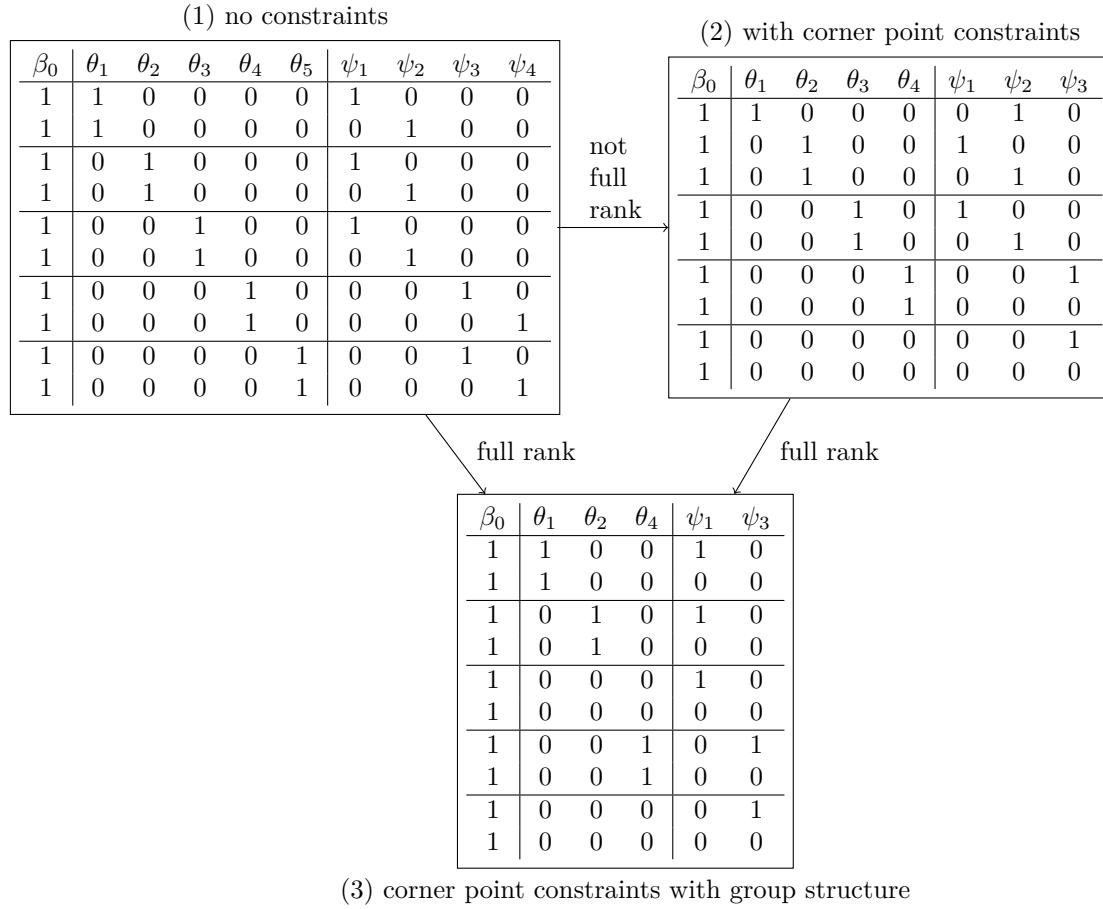 (1) no constraints
β₀ θ₁ θ₂ θ₃ θ₄ θ₅ ψ₁ ψ₂ ψ₃ ψ₄
1 1 0 0 0 0 1 0 0 0
1 1 0 0 0 0 0 1 0 0
1 0 1 0 0 0 1 0 0 0
1 0 1 0 0 0 0 1 0 0
1 0 0 1 0 0 1 0 0 0
1 0 0 1 0 0 0 1 0 0
1 0 0 0 1 0 0 0 1 0
1 0 0 0 1 0 0 0 0 1
1 0 0 0 0 1 0 0 1 0
1 0 0 0 0 1 0 0 0 1
not
full
rank
(2) with corner point constraints
β₀ θ₁ θ₂ θ₃ θ₄ ψ₁ ψ₂ ψ₃
1 1 0 0 0 0 1 0
1 0 1 0 0 1 0 0
1 0 1 0 0 0 1 0
1 0 0 1 0 1 0 0
1 0 0 1 0 0 1 0
1 0 0 0 1 0 0 1
1 0 0 0 1 0 0 0
1 0 0 0 0 0 0 1
1 0 0 0 0 0 0 0
full rank
full rank
β₀ θ₁ θ₂ θ₄ ψ₁ ψ₃
1 1 0 0 1 0
1 1 0 0 0 0
1 0 1 0 1 0
1 0 1 0 0 0
1 0 0 0 1 0
1 0 0 0 0 0
1 0 0 1 0 1
1 0 0 1 0 0
1 0 0 0 0 1
1 0 0 0 0 0
(3) corner point constraints with group structure